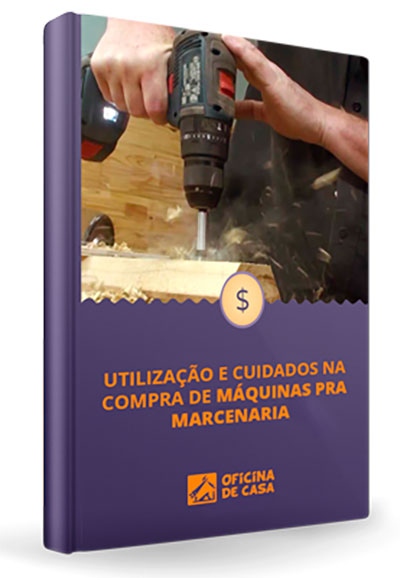 $
UTILIZAÇÃO E CUIDADOS NA
COMPRA DE MÁQUINAS PRA
MARCENARIA
OFICINA
DE CASA